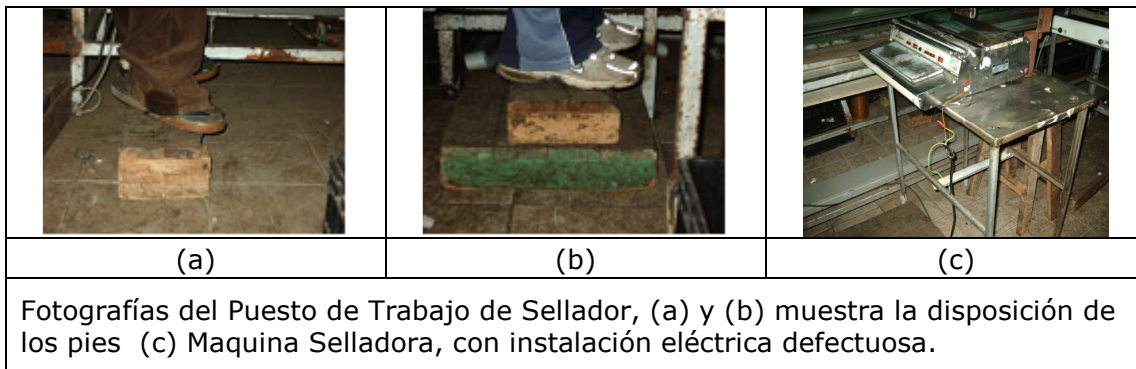 (a)
(b)
(c)
Fotografías del Puesto de Trabajo de Sellador, (a) y (b) muestra la disposición de
los pies (c) Maquina Selladora, con instalación eléctrica defectuosa.